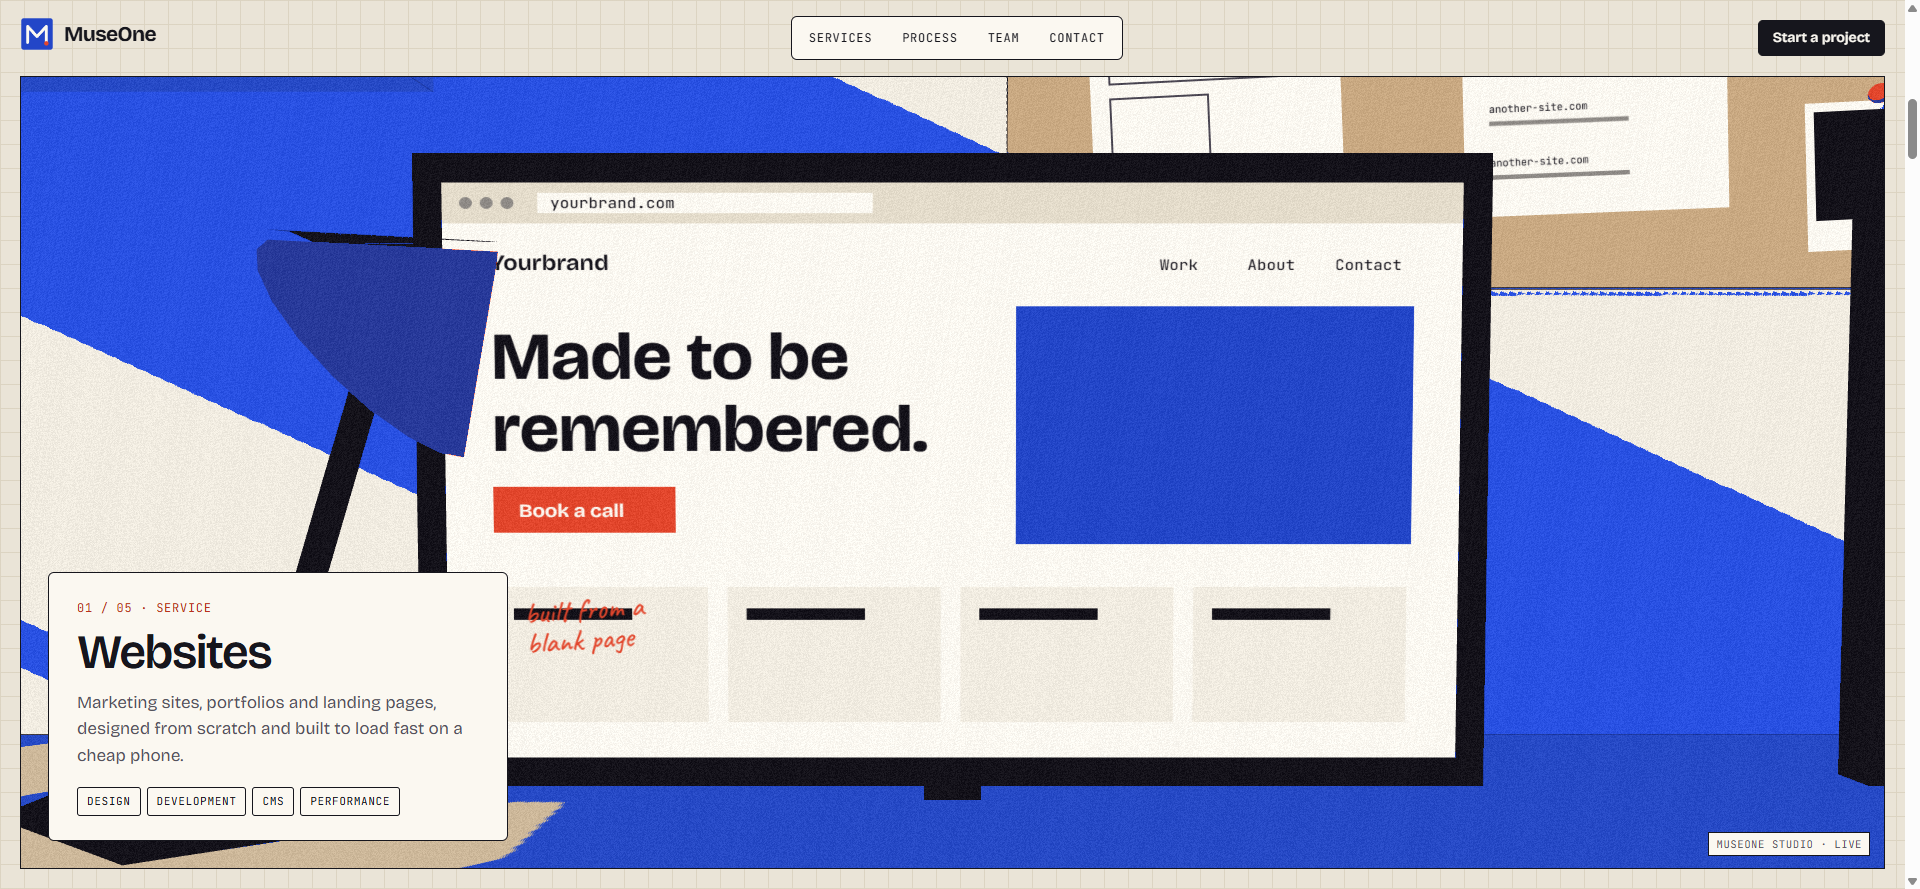 MuseOne
SERVICES PROCESS TEAM CONTACT
Start a project
another-site.com
another-site.com
yourbrand.com
Yourbrand
Work About Contact
Made to be
remembered.
Book a call
built from a
blank page
01 / 05 · SERVICE
Websites
Marketing sites, portfolios and landing pages,
designed from scratch and built to load fast on a
cheap phone.
DESIGN DEVELOPMENT CMS PERFORMANCE
MUSEONE STUDIO · LIVE